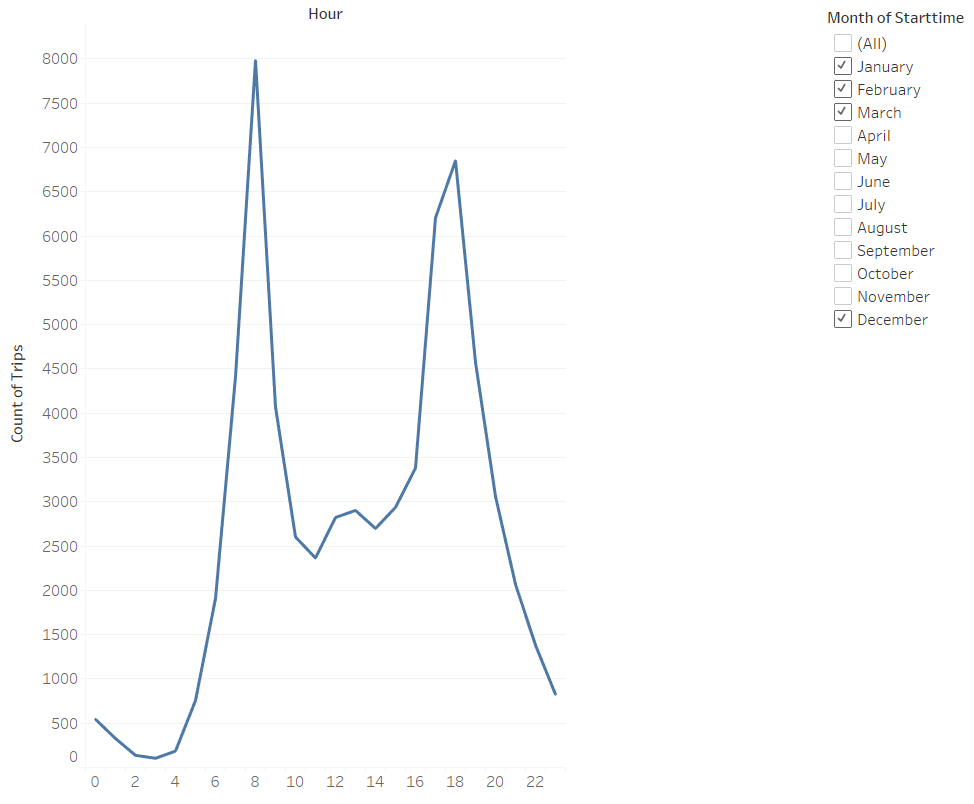 Hour
Count of Trips
8000
7500
7000
6500
6000
5500
5000
4500
4000
3500
3000
2500
2000
1500
1000
500
0
0 2 4 6 8 10 12 14 16 18 20 22
Month of Starttime
(All)
January
February
March
April
May
June
July
August
September
October
November
December